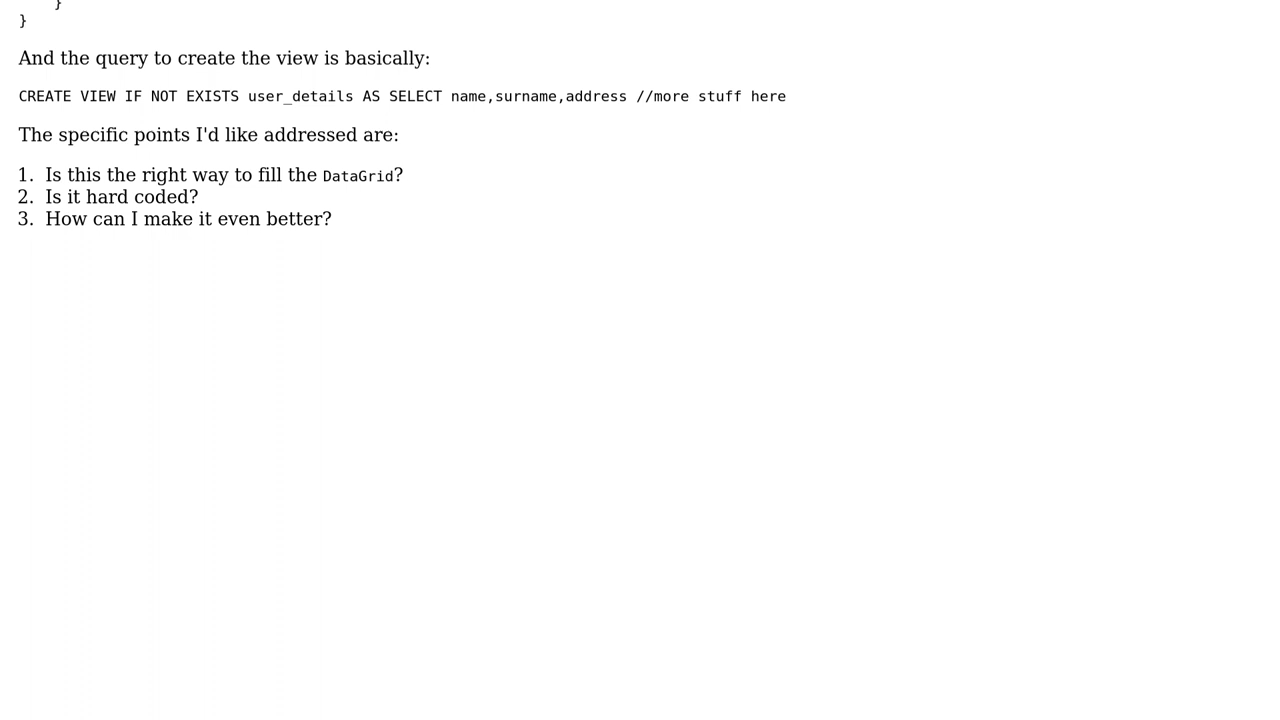 }
}
And the query to create the view is basically:
CREATE VIEW IF NOT EXISTS user_details AS SELECT name,surname,address //more stuff here
The specific points I'd like addressed are:
1. Is this the right way to fill the DataGrid?
2. Is it hard coded?
3. How can I make it even better?